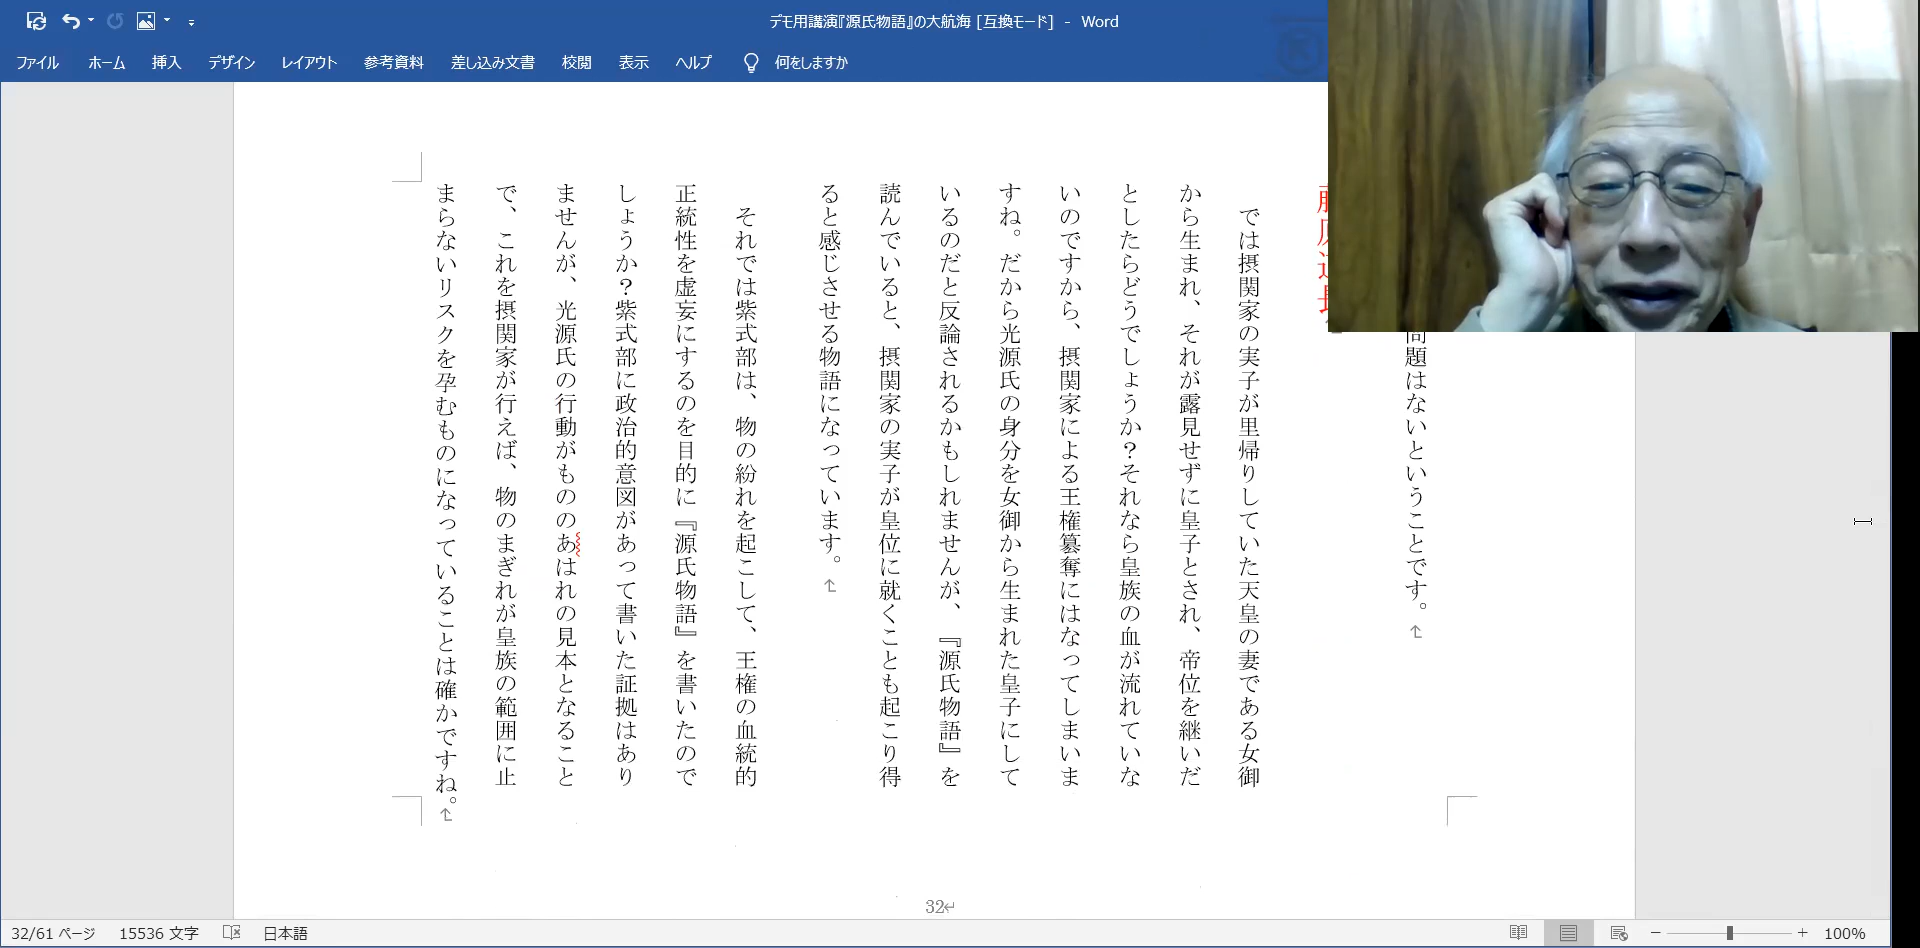 デモ用講演『源氏物語』の大航海 [互換モード] - Word
ファイル ホーム 挿入 デザイン レイアウト 参考資料 差し込み文書 校閲 表示 ヘルプ 何をしますか
問題はないということです。
では摂関家の実子が里帰りしていた天皇の妻である女御
から生まれ、それが露見せずに皇子とされ、帝位を継いだ
としたらどうでしょうか？それなら皇族の血が流れていな
いのですから、摂関家による王権簒奪にはなってしまいま
すね。だから光源氏の身分を女御から生まれた皇子にして
いるのだと反論されるかもしれませんが、『源氏物語』を
読んでいると、摂関家の実子が皇位に就くことも起こり得
ると感じさせる物語になっています。
それでは紫式部は、物の紛れを起こして、王権の血統的
正統性を虚妄にするのを目的に『源氏物語』を書いたので
しょうか？紫式部に政治的意図があって書いた証拠はあり
ませんが、光源氏の行動がもののあはれの見本となること
で、これを摂関家が行えば、物のまぎれが皇族の範囲に止
まらないリスクを孕むものになっていることは確かですね。
32
32/61 ページ 15536 文字 日本語 100%